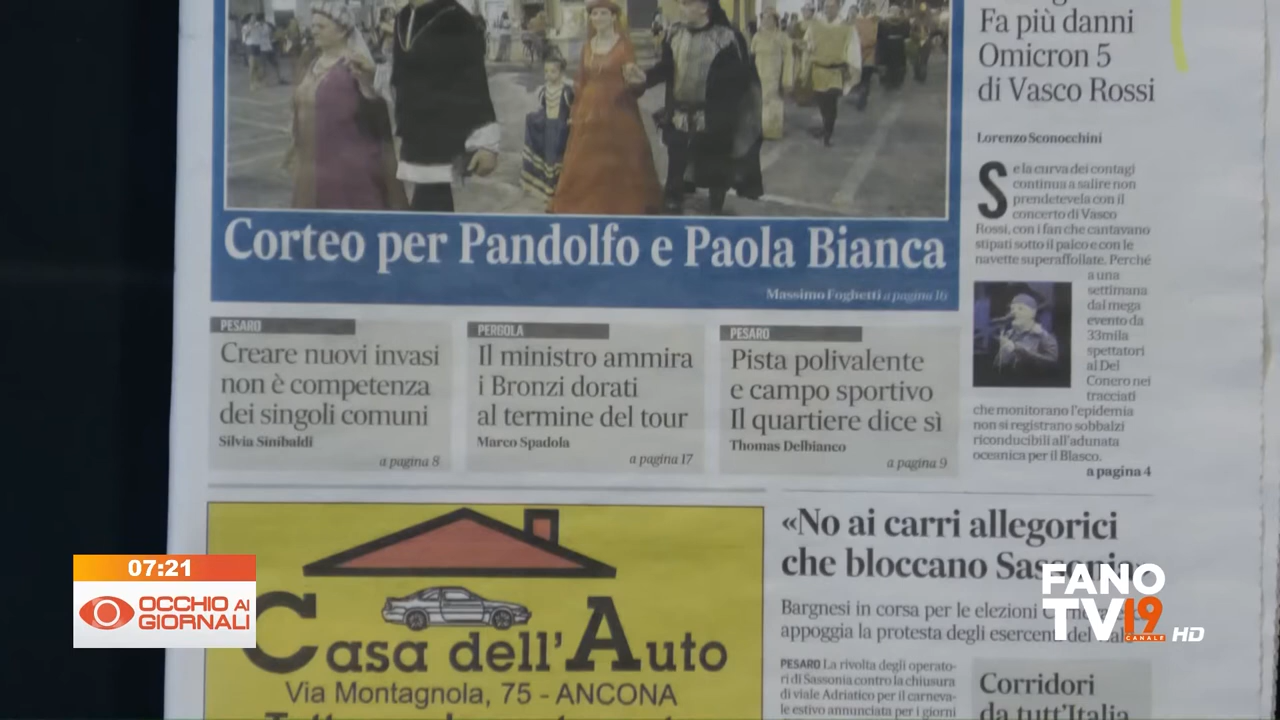 Fa più danni
Omicron 5
di Vasco Rossi
Lorenzo Sconocchini
Se la curva dei contagi
continua a salire non
prendetevela con il
concerto di Vasco
Rossi, con i fan che cantavano
stipati sotto il palco e con le
navette superaffollate. Perché
a una
settimana
dal mega
evento da
33mila
spettatori
al Del
Conero nei
tracciati
che monitorano l'epidemia
non si registrano sobbalzi
riconducibili all'adunata
oceanica per il Blasco.
a pagina 4
Corteo per Pandolfo e Paola Bianca
Massimo Foghetti a pagina 16
PESARO
Creare nuovi invasi
non è competenza
dei singoli comuni
Silvia Sinibaldi
a pagina 8
PERGOLA
Il ministro ammira
i Bronzi dorati
al termine del tour
Marco Spadola
a pagina 17
PESARO
Pista polivalente
e campo sportivo
Il quartiere dice sì
Thomas Delbianco
a pagina 9
Casa dell'Auto
Via Montagnola, 75 - ANCONA
«No ai carri allegorici
che bloccano
Bargnesi in corsa per le elezioni
appoggia la protesta degli
PESARO La rivolta degli operato-
ri di Sassonia contro la chiusura
di viale Adriatico per il carneva-
le estivo annunciata per i giorni
Corridori
da tutt'Italia
07:21
OCCHIO AI
GIORNALI
FANO
TV19
CANALE
HD